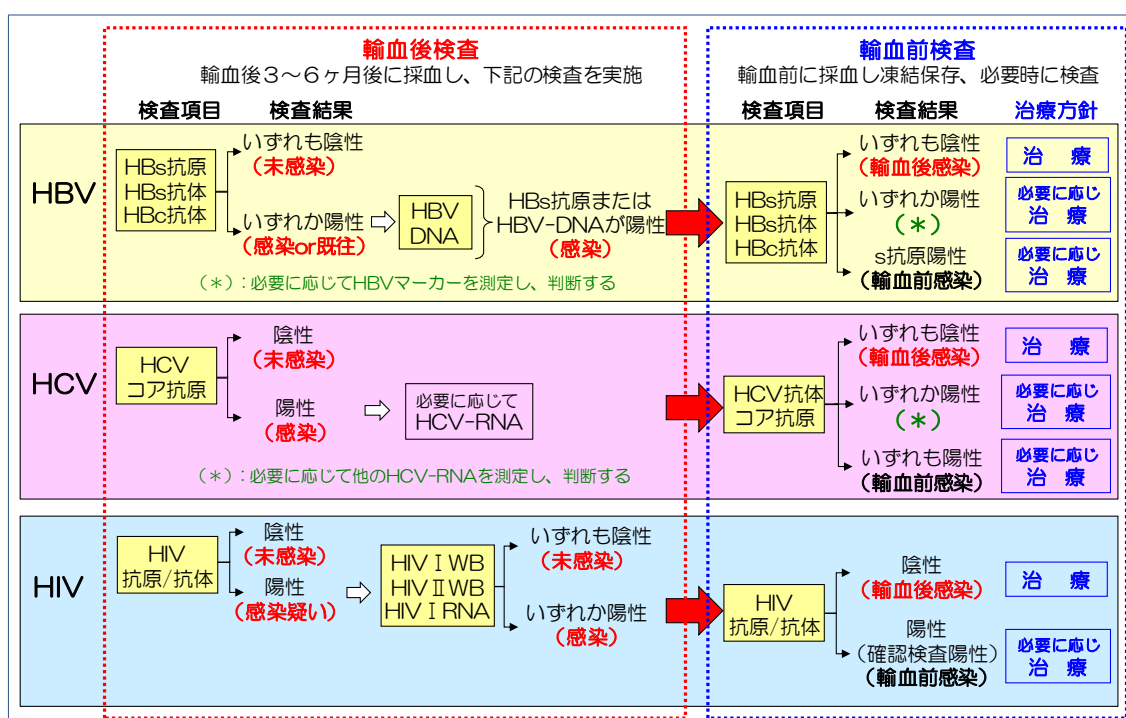 輸血後検査
輸血後3～6ヶ月後に採血し、下記の検査を実施
検査項目
検査結果
輸血前検査
輸血前に採血し凍結保存、必要時に検査
検査項目
検査結果
治療方針
HBV
HBs抗原
HBs抗体
HBc抗体
いずれも陰性
(未感染)
いずれか陽性
(感染or既往)
HBV
DNA
HBs抗原または
HBV-DNAが陽性
(感染)
(*):必要に応じてHBVマーカーを測定し、判断する
HBs抗原
HBs抗体
HBc抗体
いずれも陰性
(輸血後感染)
治 療
いずれか陽性
(*)
必要に応じ
治 療
s抗原陽性
(輸血前感染)
必要に応じ
治 療
HCV
HCV
コア抗原
陰性
(未感染)
陽性
(感染)
必要に応じて
HCV-RNA
(*):必要に応じて他のHCV-RNAを測定し、判断する
HCV抗体
コア抗原
いずれも陰性
(輸血後感染)
治 療
いずれか陽性
(*)
必要に応じ
治 療
いずれも陽性
(輸血前感染)
必要に応じ
治 療
HIV
HIV
抗原/抗体
陰性
(未感染)
陽性
(感染疑い)
HIVⅠWB
HIVⅡWB
HIVⅠRNA
いずれも陰性
(未感染)
いずれか陽性
(感染)
HIV
抗原/抗体
陰性
(輸血後感染)
治 療
陽性
(確認検査陽性)
(輸血前感染)
必要に応じ
治 療